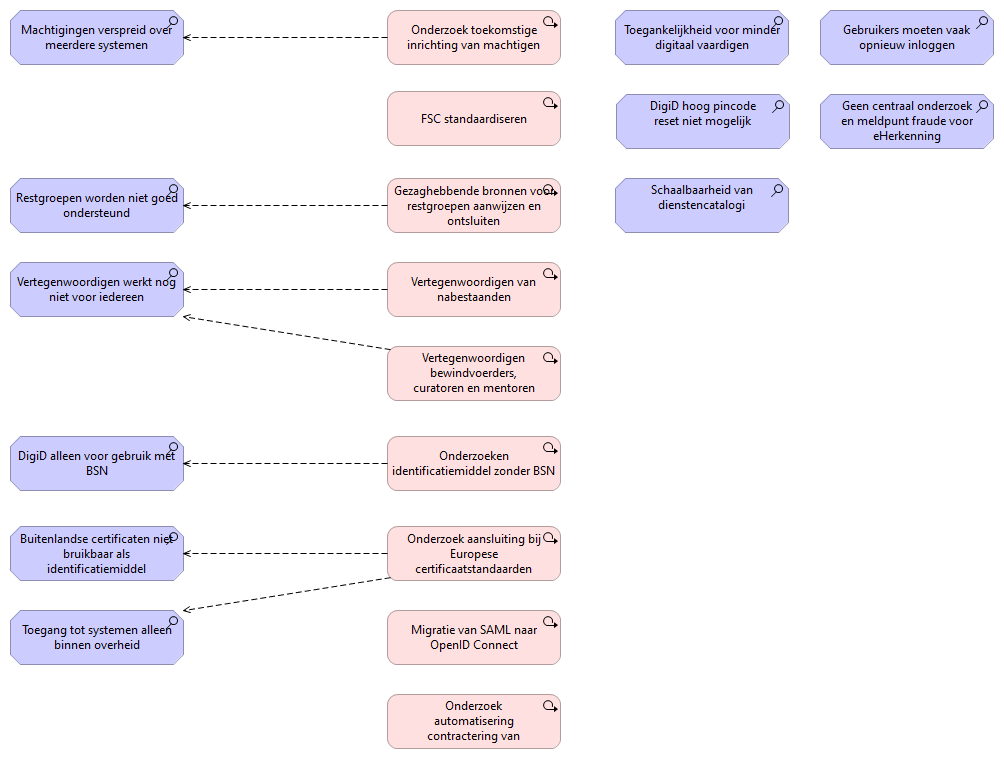 Machtigingen verspreid over
meerdere systemen
Onderzoek toekomstige
inrichting van machtigen
Toegankelijkheid voor minder
digitaal vaardigen
Gebruikers moeten vaak
opnieuw inloggen
FSC standaardiseren
DigiD hoog pincode
reset niet mogelijk
Geen centraal onderzoek
en meldpunt fraude voor
eHerkenning
Restgroepen worden niet goed
ondersteund
Gezaghebbende bronnen voor
restgroepen aanwijzen en
ontsluiten
Schaalbaarheid van
dienstencatalogi
Vertegenwoordigen werkt nog
niet voor iedereen
Vertegenwoordigen van
nabestaanden
Vertegenwoordigen
bewindvoerders,
curatoren en mentoren
DigiD alleen voor gebruik met
BSN
Onderzoeken
identificatiemiddel zonder BSN
Buitenlandse certificaten niet
bruikbaar als
identificatiemiddel
Onderzoek aansluiting bij
Europese
certificaatstandaarden
Toegang tot systemen alleen
binnen overheid
Migratie van SAML naar
OpenID Connect
Onderzoek
automatisering
contractering van